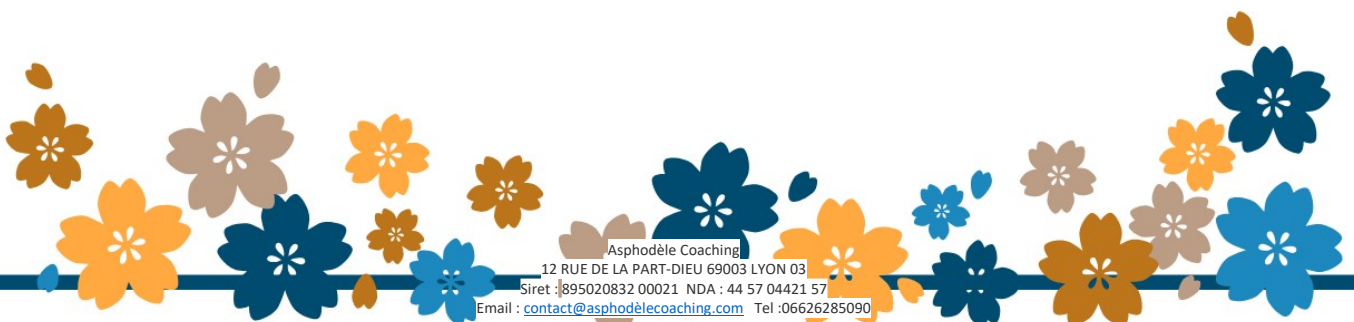 Asphodèle Coaching
12 RUE DE LA PART-DIEU 69003 LYON 03
Siret : 895020832 00021 NDA : 44 57 04421 57
Email : contact@asphodèlecoaching.com Tel :06626285090